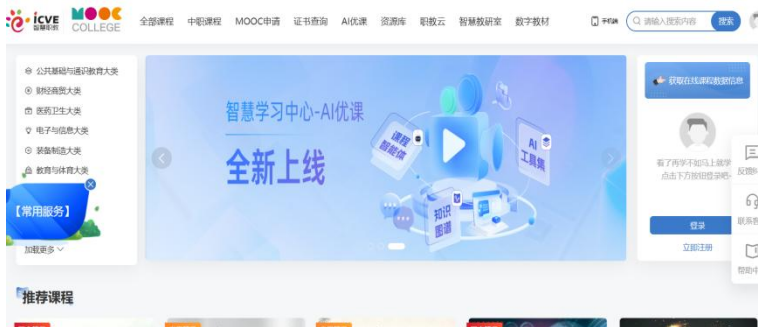 icve 智慧职教
MOOC COLLEGE
全部课程 中职课程 MOOC申请 证书查询 AI优课 资源库 职教云 智慧教研室 数字教材
手机端 请输入搜索内容 搜索
公共基础与通识教育大类
财经商贸大类
医药卫生大类
电子与信息大类
装备制造大类
教育与体育大类
【常用服务】
加载更多
智慧学习中心-AI优课
全新上线
课程
智能体
AI
工具集
知识
图谱
获取在线课程数据信息
看了再学不如马上就学
点击下方按钮登录吧~
登录
立即注册
反馈
联系客
帮助中
推荐课程